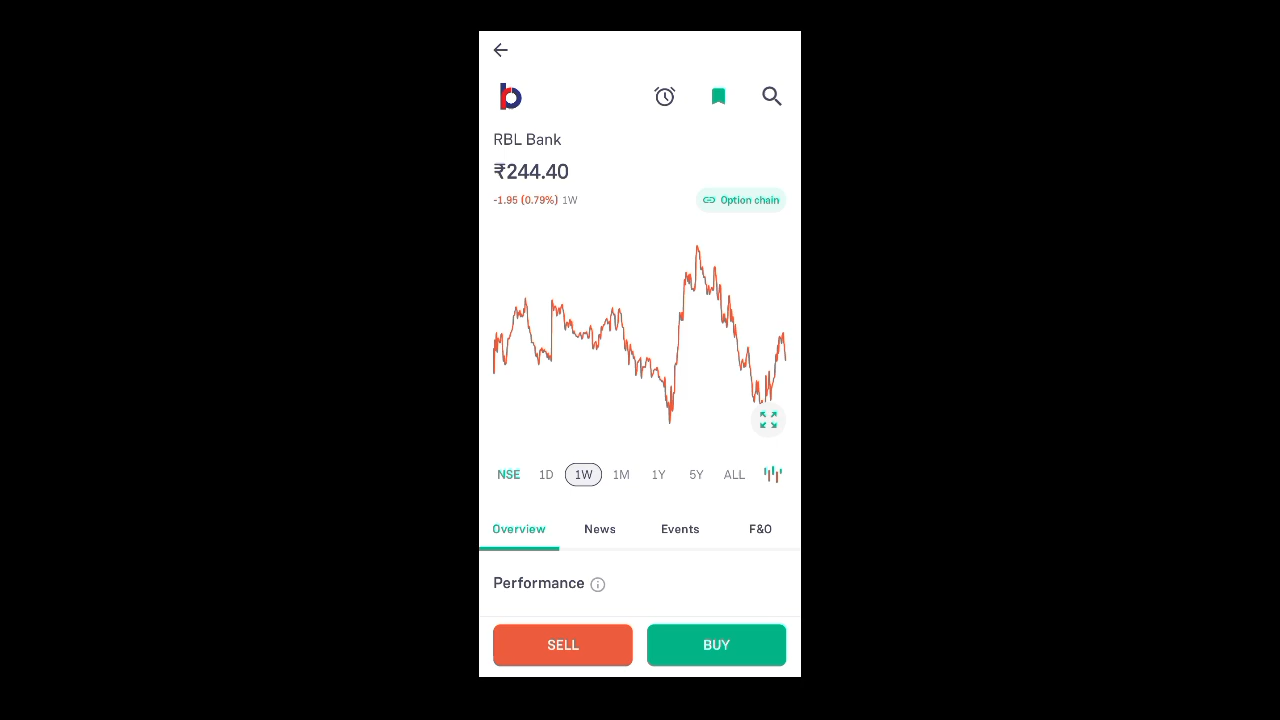 RBL Bank
₹244.40
-1.95 (0.79%) 1W
Option chain
NSE 1D 1W 1M 1Y 5Y ALL
Overview News Events F&O
Performance
SELL BUY